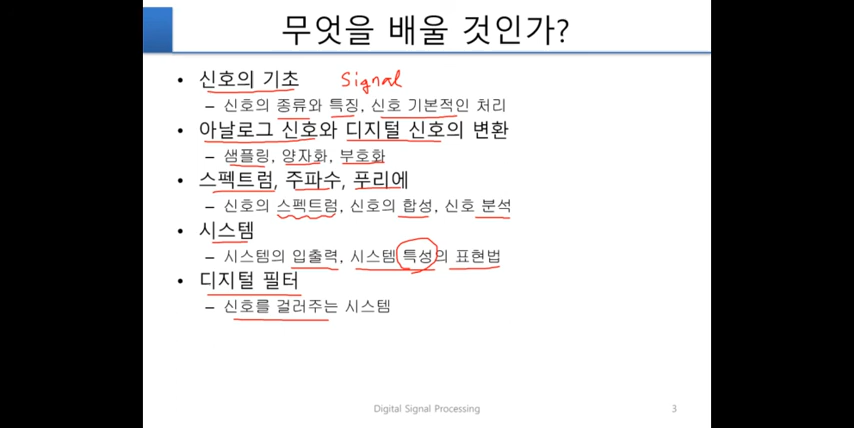 무엇을 배울 것인가?
• 신호의 기초 Signal
– 신호의 종류와 특징, 신호 기본적인 처리
• 아날로그 신호와 디지털 신호의 변환
– 샘플링, 양자화, 부호화
• 스펙트럼, 주파수, 푸리에
– 신호의 스펙트럼, 신호의 합성, 신호 분석
• 시스템
– 시스템의 입출력, 시스템 특성의 표현법
• 디지털 필터
– 신호를 걸러주는 시스템
Digital Signal Processing 3